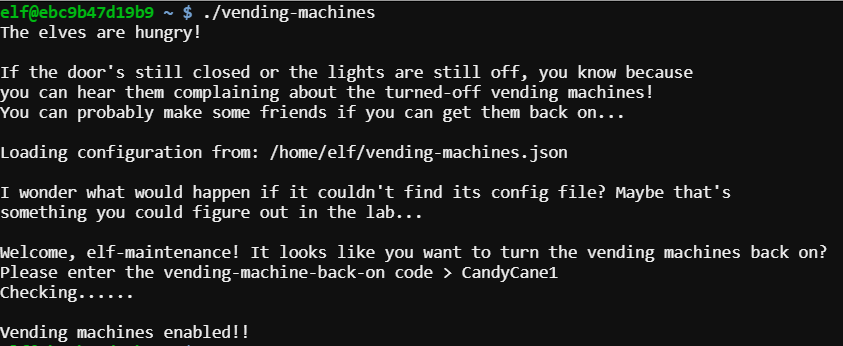 elf@ebc9b47d19b9 ~ $ ./vending-machines
The elves are hungry!
If the door's still closed or the lights are still off, you know because
you can hear them complaining about the turned-off vending machines!
You can probably make some friends if you can get them back on...
Loading configuration from: /home/elf/vending-machines.json
I wonder what would happen if it couldn't find its config file? Maybe that's
something you could figure out in the lab...
Welcome, elf-maintenance! It looks like you want to turn the vending machines back on?
Please enter the vending-machine-back-on code > CandyCane1
Checking......
Vending machines enabled!!